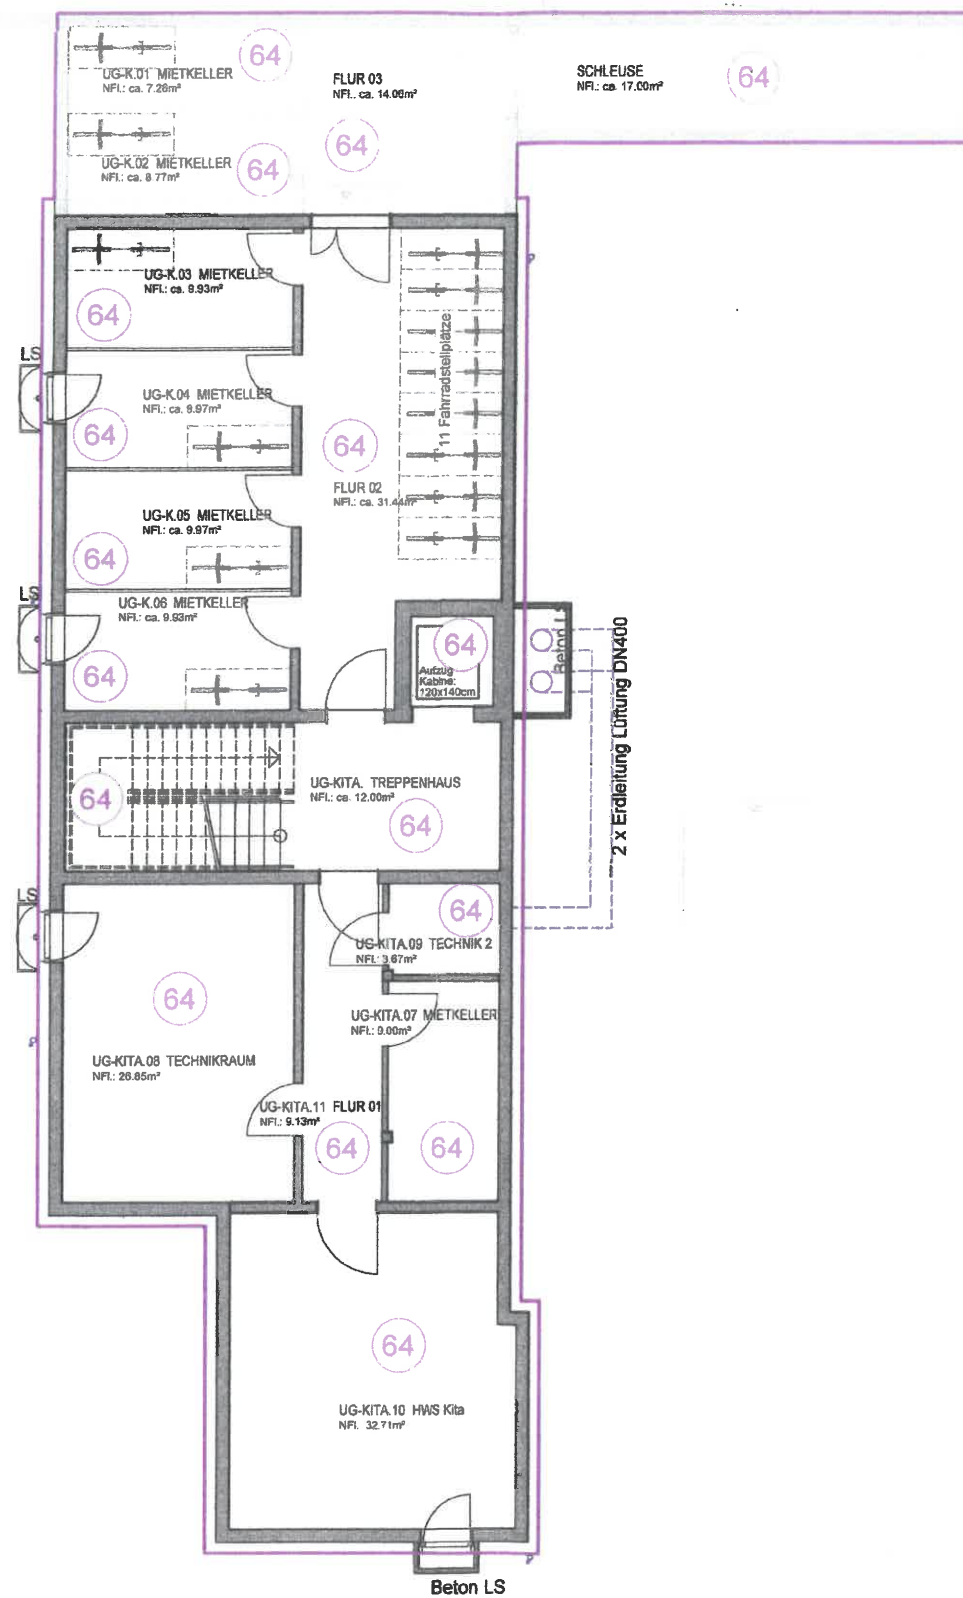 64
UG-K.01 MIETKELLER
NFl.: ca. 7.26m²
FLUR 03
NFl.. ca. 14.06m²
SCHLEUSE
NFl.: ca. 17.00m²
64
64
UG-K.02 MIETKELLER
NFl.: ca. 8.77m²
64
UG-K.03 MIETKELLER
NFl.: ca. 9.93m²
64
11 Fahrradstellplätze
LS
UG-K.04 MIETKELLER
NFl.: ca. 9.97m²
64
64
FLUR 02
NFl.: ca. 31.44m²
UG-K.05 MIETKELLER
NFl.: ca. 9.97m²
64
LS
UG-K.06 MIETKELLER
NFl.: ca. 9.93m²
64
64
Aufzug
Kabine:
120x140cm
Beton LS
2 x Erdleitung Lüftung DN400
UG-KITA. TREPPENHAUS
NFl.: ca. 12.00m²
64
64
LS
64
UG-KITA.09 TECHNIK 2
NFl.: 3.67m²
64
UG-KITA.07 MIETKELLER
NFl.: 9.00m²
UG-KITA.08 TECHNIKRAUM
NFl.: 26.85m²
UG-KITA.11 FLUR 01
NFl.: 9.13m²
64
64
64
UG-KITA.10 HWS Kita
NFl. 32.71m²
Beton LS